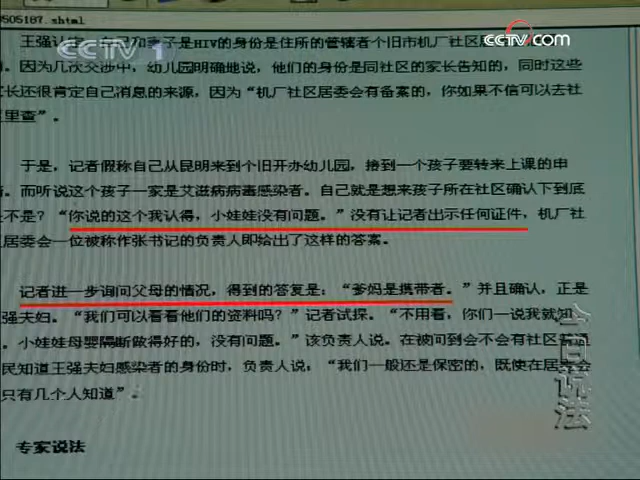 505187.shtml
CCTV 1
CCTV.com
王强认定，自己和妻子是HIV的身份是住所的管辖者个旧市机厂社区居
。因为几次交涉中，幼儿园明确地说，他们的身份是同社区的家长告知的，同时这些
长还很肯定自己消息的来源，因为“机厂社区居委会有备案的，你如果不信可以去社
里查”。
于是，记者假称自己从昆明来到个旧开办幼儿园，接到一个孩子要转来上课的申
。而听说这个孩子一家是艾滋病病毒感染者。自己就是想来孩子所在社区确认下到底
不是？“你说的这个我认得，小娃娃没有问题。”没有让记者出示任何证件，机厂社
居委会一位被称作张书记的负责人即给出了这样的答案。
记者进一步询问父母的情况，得到的答复是：“爹妈是携带者。”并且确认，正是
强夫妇。“我们可以看看他们的资料吗？”记者试探。“不用看，你们一说我就知
。小娃娃母婴隔断做得好的，没有问题。”该负责人说。在被问到会不会有社区
民知道王强夫妇感染者的身份时，负责人说：“我们一般还是保密的，既使在居委会
只有几个人知道”。
今日说法
专家说法